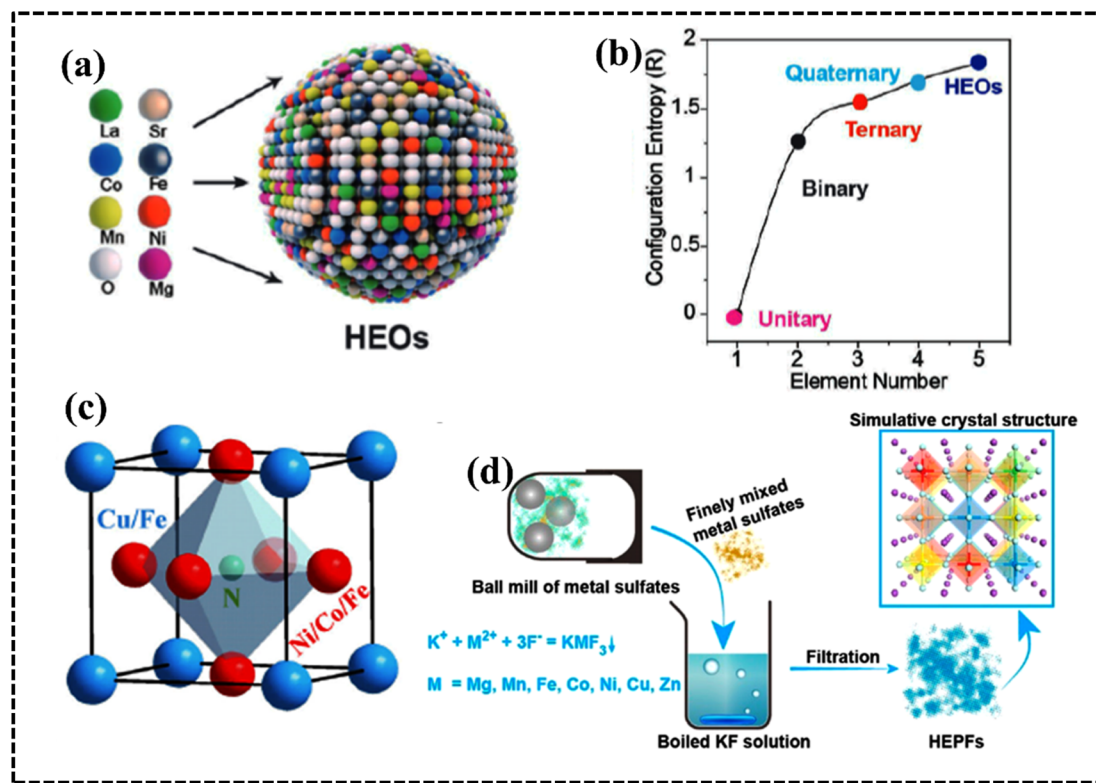 (a)
La Sr
Co Fe
Mn Ni
O Mg
HEOs
(b)
Configuration Entropy (R)
2
1.5
1
0.5
0
Quaternary
HEOs
Ternary
Binary
Unitary
1 2 3 4 5
Element Number
(c)
Cu/Fe
N
Ni/Co/Fe
(d)
Ball mill of metal sulfates
Finely mixed
metal sulfates
Simulative crystal structure
K⁺ + M²⁺ + 3F⁻ = KMF₃↓
M = Mg, Mn, Fe, Co, Ni, Cu, Zn
Boiled KF solution
Filtration
HEPFs